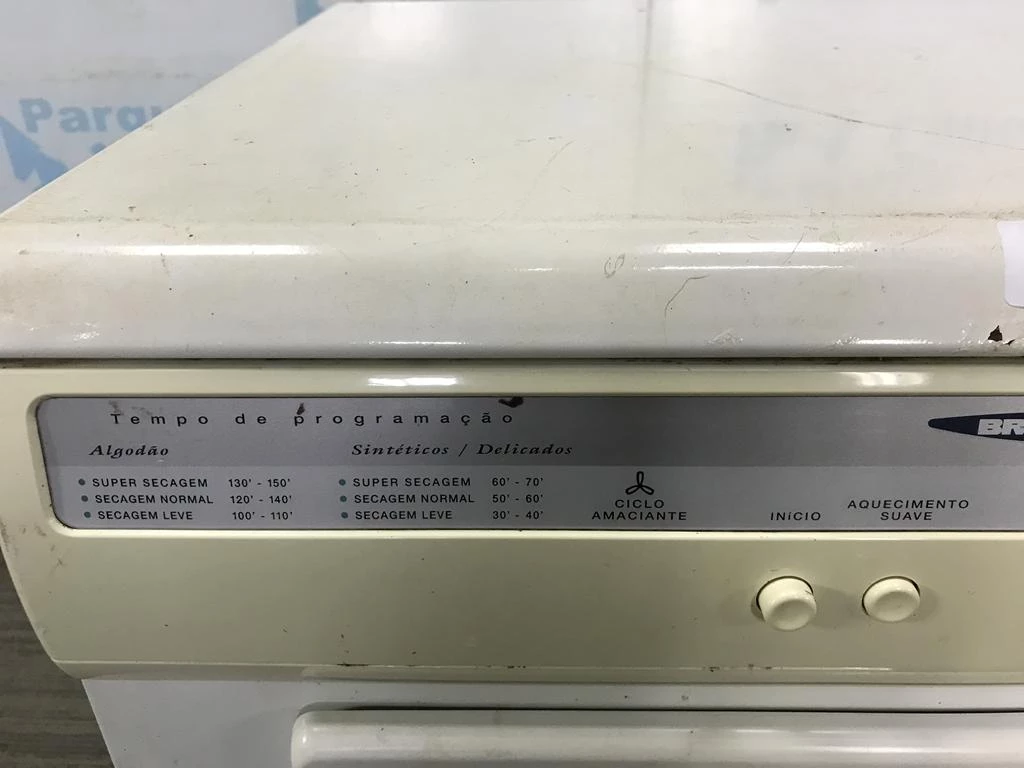 Tempo de programação
Algodão
SUPER SECAGEM 130' - 150'
SECAGEM NORMAL 120' - 140'
SECAGEM LEVE 100' - 110'
Sintéticos / Delicados
SUPER SECAGEM 60' - 70'
SECAGEM NORMAL 50' - 60'
SECAGEM LEVE 30' - 40'
CICLO
AMACIANTE
INíCIO
AQUECIMENTO
SUAVE